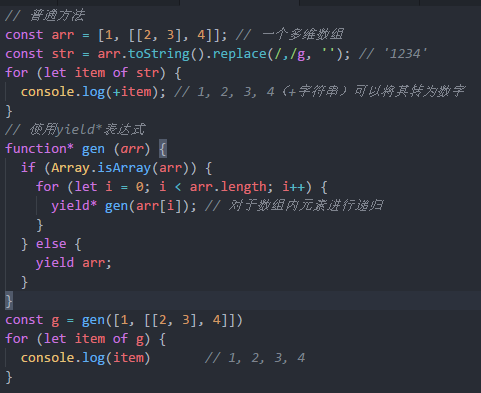 // 普通方法
const arr = [1, [[2, 3], 4]]; // 一个多维数组
const str = arr.toString().replace(/,/g, ''); // '1234'
for (let item of str) {
  console.log(+item); // 1, 2, 3, 4（+字符串）可以将其转为数字
}
// 使用yield*表达式
function* gen (arr) {
  if (Array.isArray(arr)) {
    for (let i = 0; i < arr.length; i++) {
      yield* gen(arr[i]); // 对于数组内元素进行递归
    }
  } else {
    yield arr;
  }
}
const g = gen([1, [[2, 3], 4]])
for (let item of g) {
  console.log(item)       // 1, 2, 3, 4
}